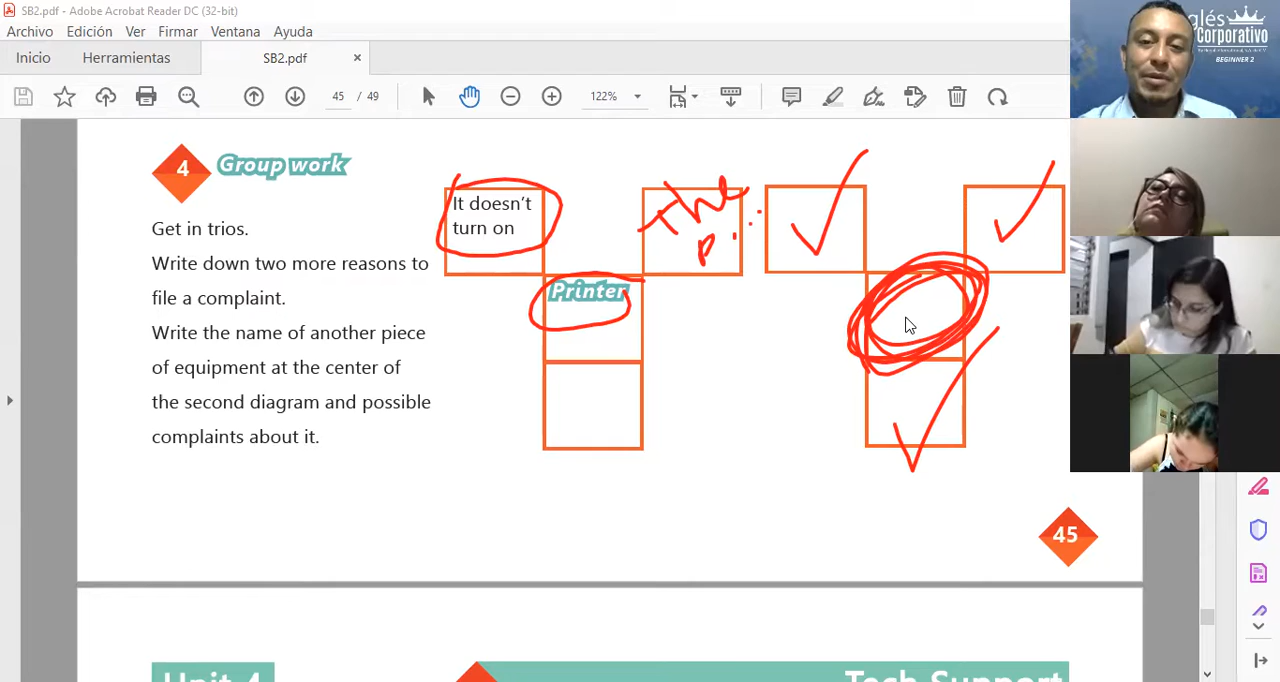 SB2.pdf - Adobe Acrobat Reader DC (32-bit)
Archivo Edición Ver Firmar Ventana Ayuda
Inicio Herramientas SB2.pdf ×
45 / 49 122%
glés
Corporativo
BEGINNER 2
4 Group work
Get in trios.
Write down two more reasons to
file a complaint.
Write the name of another piece
of equipment at the center of
the second diagram and possible
complaints about it.
It doesn't
turn on
The
p...
Printer
45
Unit 4
Tech Support